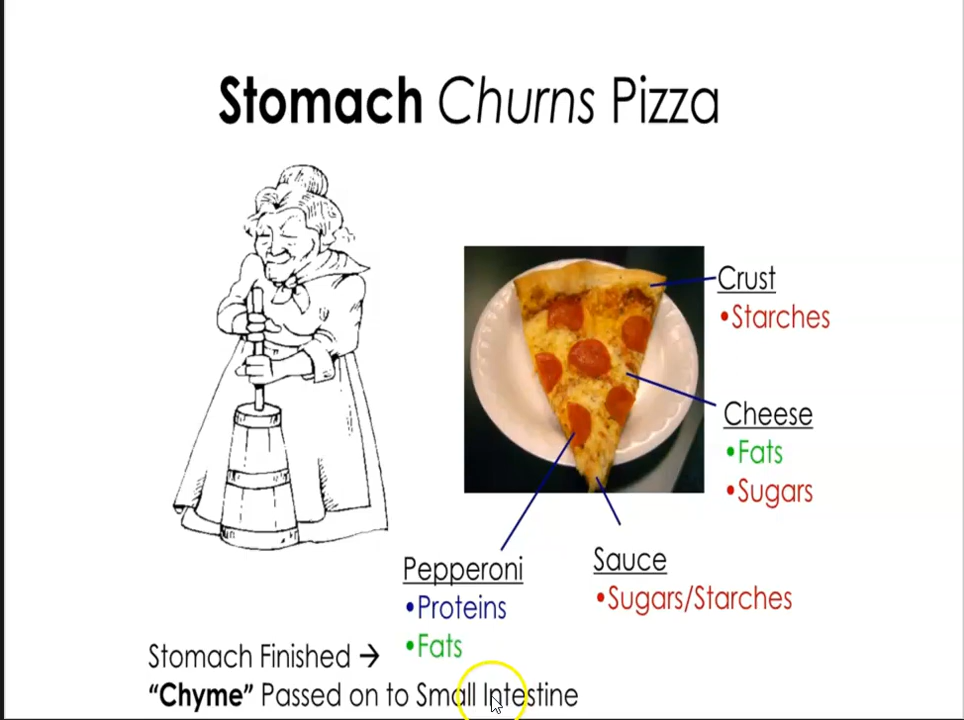 Stomach Churns Pizza
Crust
•Starches
Cheese
•Fats
•Sugars
Sauce
•Sugars/Starches
Pepperoni
•Proteins
•Fats
Stomach Finished →
“Chyme” Passed on to Small Intestine